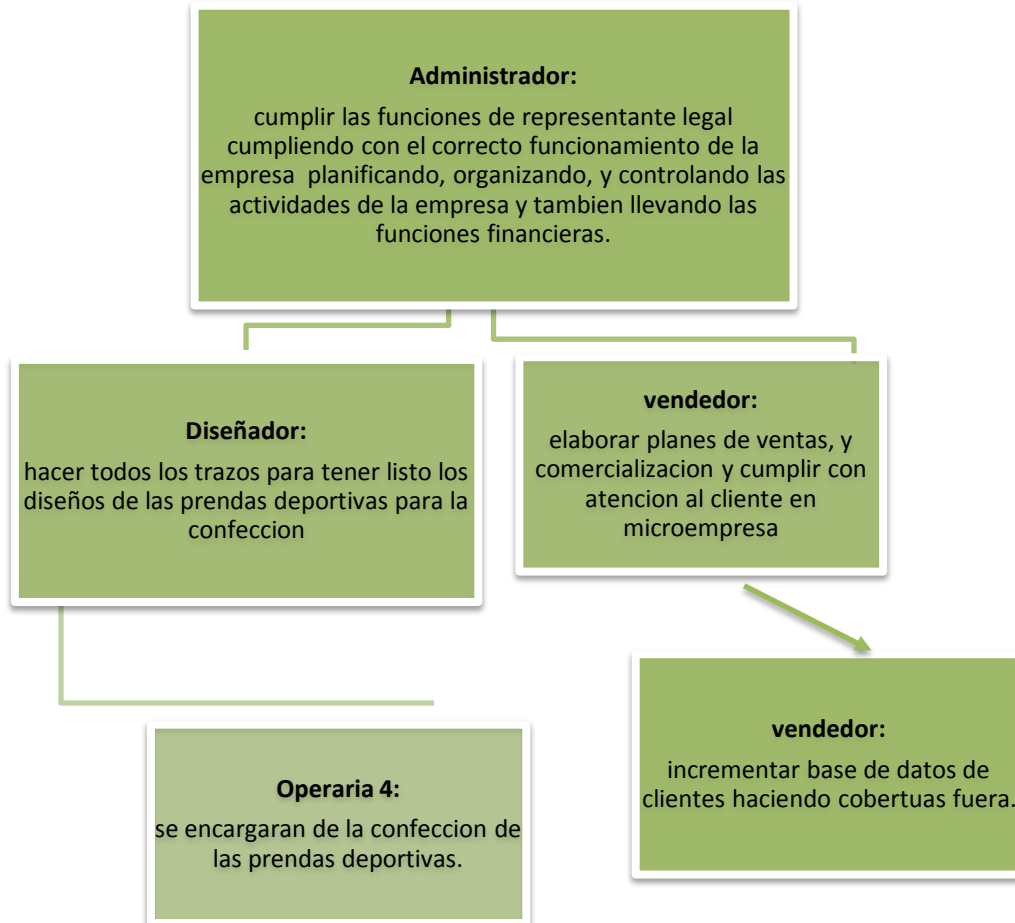 Administrador:
cumplir las funciones de representante legal
cumpliendo con el correcto funcionamiento de la
empresa  planificando, organizando, y controlando las
actividades de la empresa y tambien llevando las
funciones financieras.
Diseñador:
hacer todos los trazos para tener listo los
diseños de las prendas deportivas para la
confeccion
vendedor:
elaborar planes de ventas, y
comercializacion y cumplir con
atencion al cliente en
microempresa
Operaria 4:
se encargaran de la confeccion de
las prendas deportivas.
vendedor:
incrementar base de datos de
clientes haciendo cobertuas fuera.